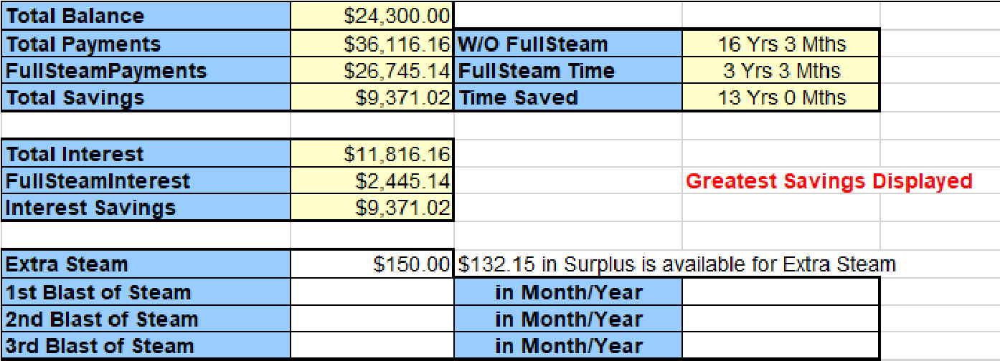 Total Balance $24,300.00
Total Payments $36,116.16 W/O FullSteam 16 Yrs 3 Mths
FullSteamPayments $26,745.14 FullSteam Time 3 Yrs 3 Mths
Total Savings $9,371.02 Time Saved 13 Yrs 0 Mths
Total Interest $11,816.16
FullSteamInterest $2,445.14 Greatest Savings Displayed
Interest Savings $9,371.02
Extra Steam $150.00 $132.15 in Surplus is available for Extra Steam
1st Blast of Steam in Month/Year
2nd Blast of Steam in Month/Year
3rd Blast of Steam in Month/Year